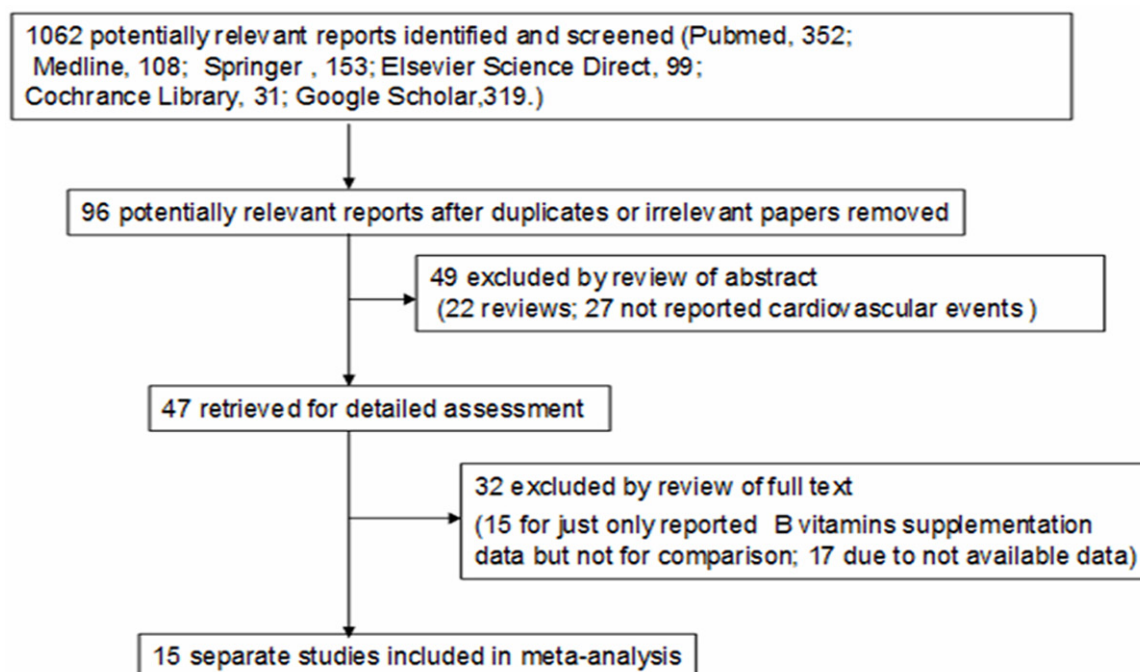 1062 potentially relevant reports identified and screened (Pubmed, 352;
Medline, 108; Springer , 153; Elsevier Science Direct, 99;
Cochrance Library, 31; Google Scholar,319.)
96 potentially relevant reports after duplicates or irrelevant papers removed
49 excluded by review of abstract
(22 reviews; 27 not reported cardiovascular events )
47 retrieved for detailed assessment
32 excluded by review of full text
(15 for just only reported B vitamins supplementation
data but not for comparison; 17 due to not available data)
15 separate studies included in meta-analysis